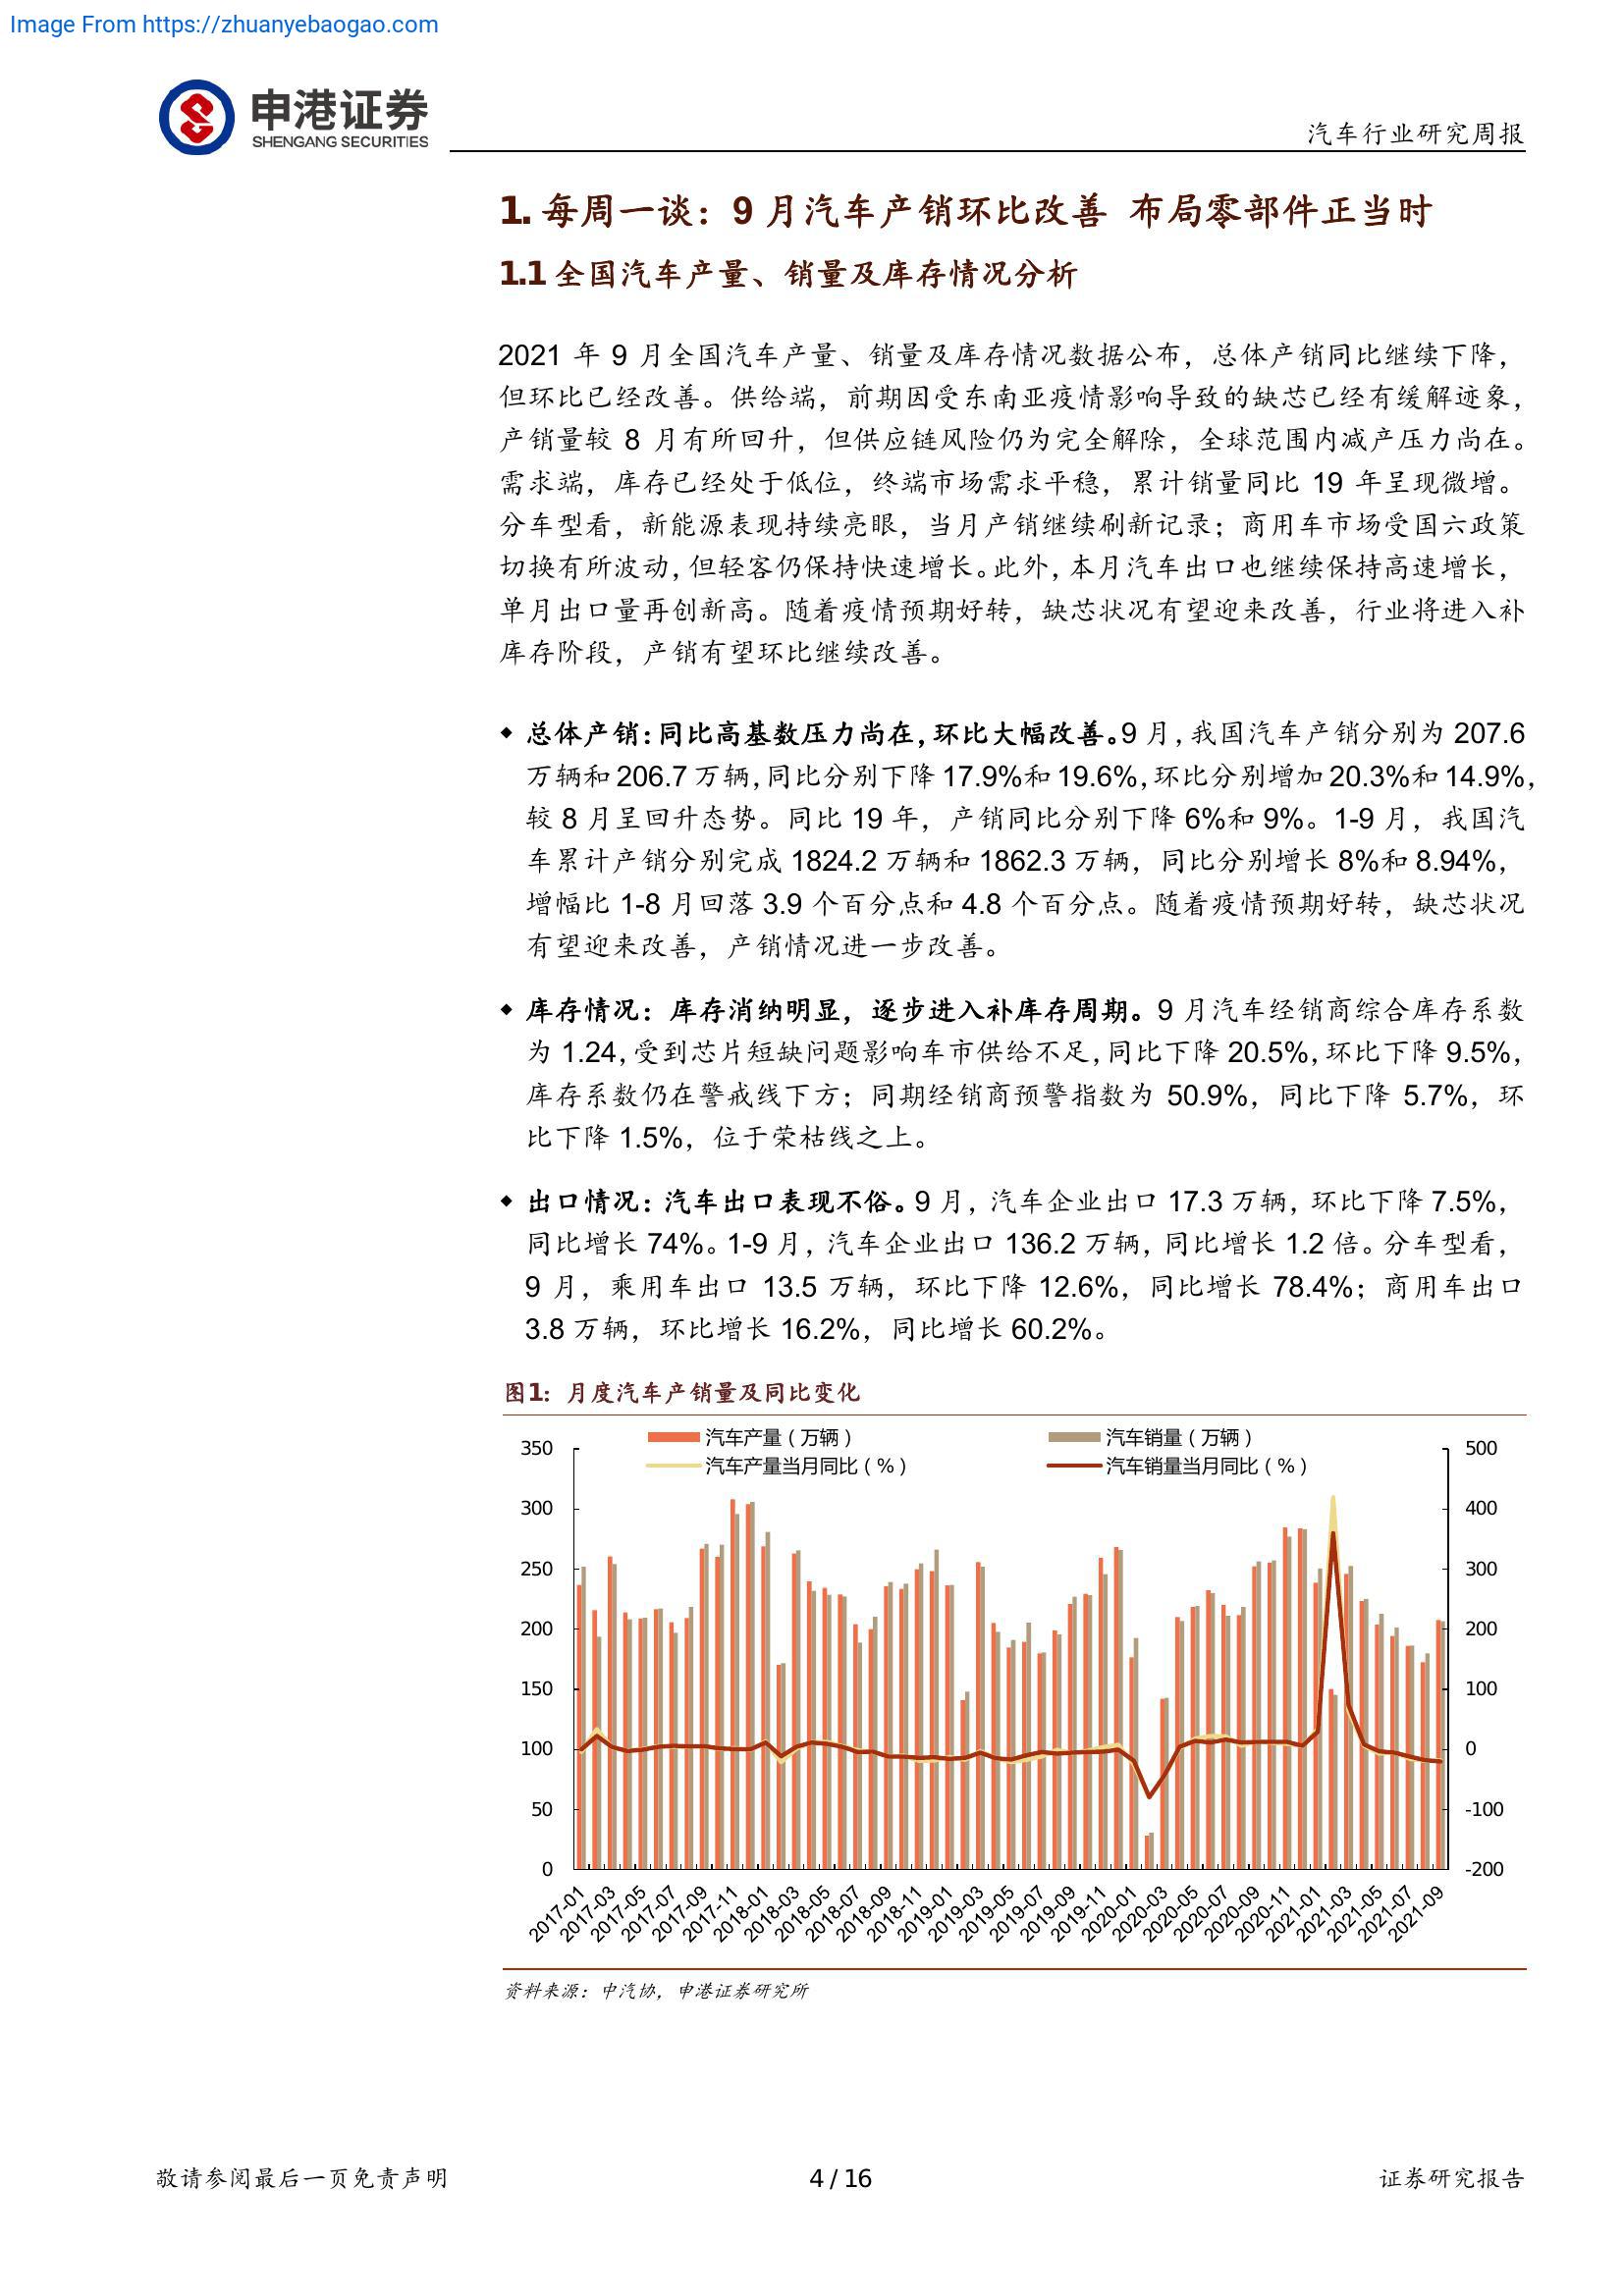 Image From https://zhuanyebaogao.com
申港证券
SHENGANG SECURITIES
汽车行业研究周报
1. 每周一谈：9 月汽车产销环比改善 布局零部件正当时
1.1 全国汽车产量、销量及库存情况分析
2021 年 9 月全国汽车产量、销量及库存情况数据公布，总体产销同比继续下降，
但环比已经改善。供给端，前期因受东南亚疫情影响导致的缺芯已经有缓解迹象，
产销量较 8 月有所回升，但供应链风险仍为完全解除，全球范围内减产压力尚在。
需求端，库存已经处于低位，终端市场需求平稳，累计销量同比 19 年呈现微增。
分车型看，新能源表现持续亮眼，当月产销继续刷新记录；商用车市场受国六政策
切换有所波动，但轻客仍保持快速增长。此外，本月汽车出口也继续保持高速增长，
单月出口量再创新高。随着疫情预期好转，缺芯状况有望迎来改善，行业将进入补
库存阶段，产销有望环比继续改善。
◆ 总体产销：同比高基数压力尚在，环比大幅改善。9 月，我国汽车产销分别为 207.6
万辆和 206.7 万辆，同比分别下降 17.9%和 19.6%，环比分别增加 20.3%和 14.9%，
较 8 月呈回升态势。同比 19 年，产销同比分别下降 6%和 9%。1-9 月，我国汽
车累计产销分别完成 1824.2 万辆和 1862.3 万辆，同比分别增长 8%和 8.94%，
增幅比 1-8 月回落 3.9 个百分点和 4.8 个百分点。随着疫情预期好转，缺芯状况
有望迎来改善，产销情况进一步改善。
◆ 库存情况：库存消纳明显，逐步进入补库存周期。9 月汽车经销商综合库存系数
为 1.24，受到芯片短缺问题影响车市供给不足，同比下降 20.5%，环比下降 9.5%，
库存系数仍在警戒线下方；同期经销商预警指数为 50.9%，同比下降 5.7%，环
比下降 1.5%，位于荣枯线之上。
◆ 出口情况：汽车出口表现不俗。9 月，汽车企业出口 17.3 万辆，环比下降 7.5%，
同比增长 74%。1-9 月，汽车企业出口 136.2 万辆，同比增长 1.2 倍。分车型看，
9 月，乘用车出口 13.5 万辆，环比下降 12.6%，同比增长 78.4%；商用车出口
3.8 万辆，环比增长 16.2%，同比增长 60.2%。
图1：月度汽车产销量及同比变化
汽车产量（万辆） 汽车销量（万辆）
汽车产量当月同比（%） 汽车销量当月同比（%）
350 500
300 400
250 300
200 200
150 100
100 0
50 -100
0 -200
2017-01 2017-03 2017-05 2017-07 2017-09 2017-11 2018-01 2018-03 2018-05 2018-07 2018-09 2018-11 2019-01 2019-03 2019-05 2019-07 2019-09 2019-11 2020-01 2020-03 2020-05 2020-07 2020-09 2020-11 2021-01 2021-03 2021-05 2021-07 2021-09
资料来源：中汽协，申港证券研究所
敬请参阅最后一页免责声明 4 / 16 证券研究报告